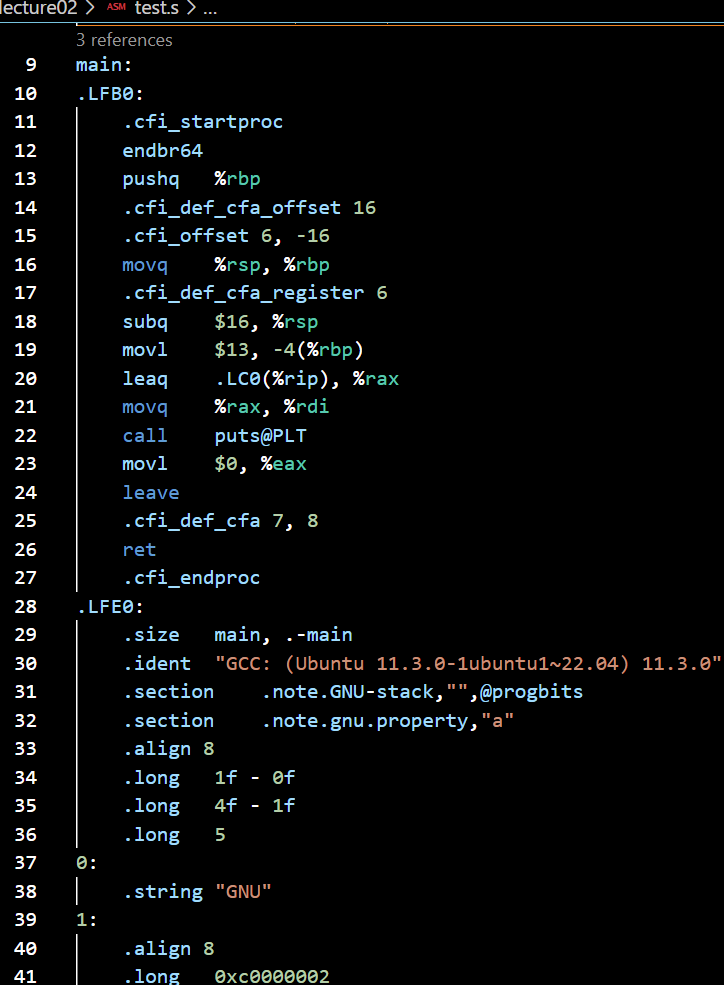 lecture02 > ASM test.s > ...
3 references
9 main:
10 .LFB0:
11 .cfi_startproc
12 endbr64
13 pushq %rbp
14 .cfi_def_cfa_offset 16
15 .cfi_offset 6, -16
16 movq %rsp, %rbp
17 .cfi_def_cfa_register 6
18 subq $16, %rsp
19 movl $13, -4(%rbp)
20 leaq .LC0(%rip), %rax
21 movq %rax, %rdi
22 call puts@PLT
23 movl $0, %eax
24 leave
25 .cfi_def_cfa 7, 8
26 ret
27 .cfi_endproc
28 .LFE0:
29 .size main, .-main
30 .ident "GCC: (Ubuntu 11.3.0-1ubuntu1~22.04) 11.3.0"
31 .section .note.GNU-stack,"",@progbits
32 .section .note.gnu.property,"a"
33 .align 8
34 .long 1f - 0f
35 .long 4f - 1f
36 .long 5
37 0:
38 .string "GNU"
39 1:
40 .align 8
41 .long 0xc0000002